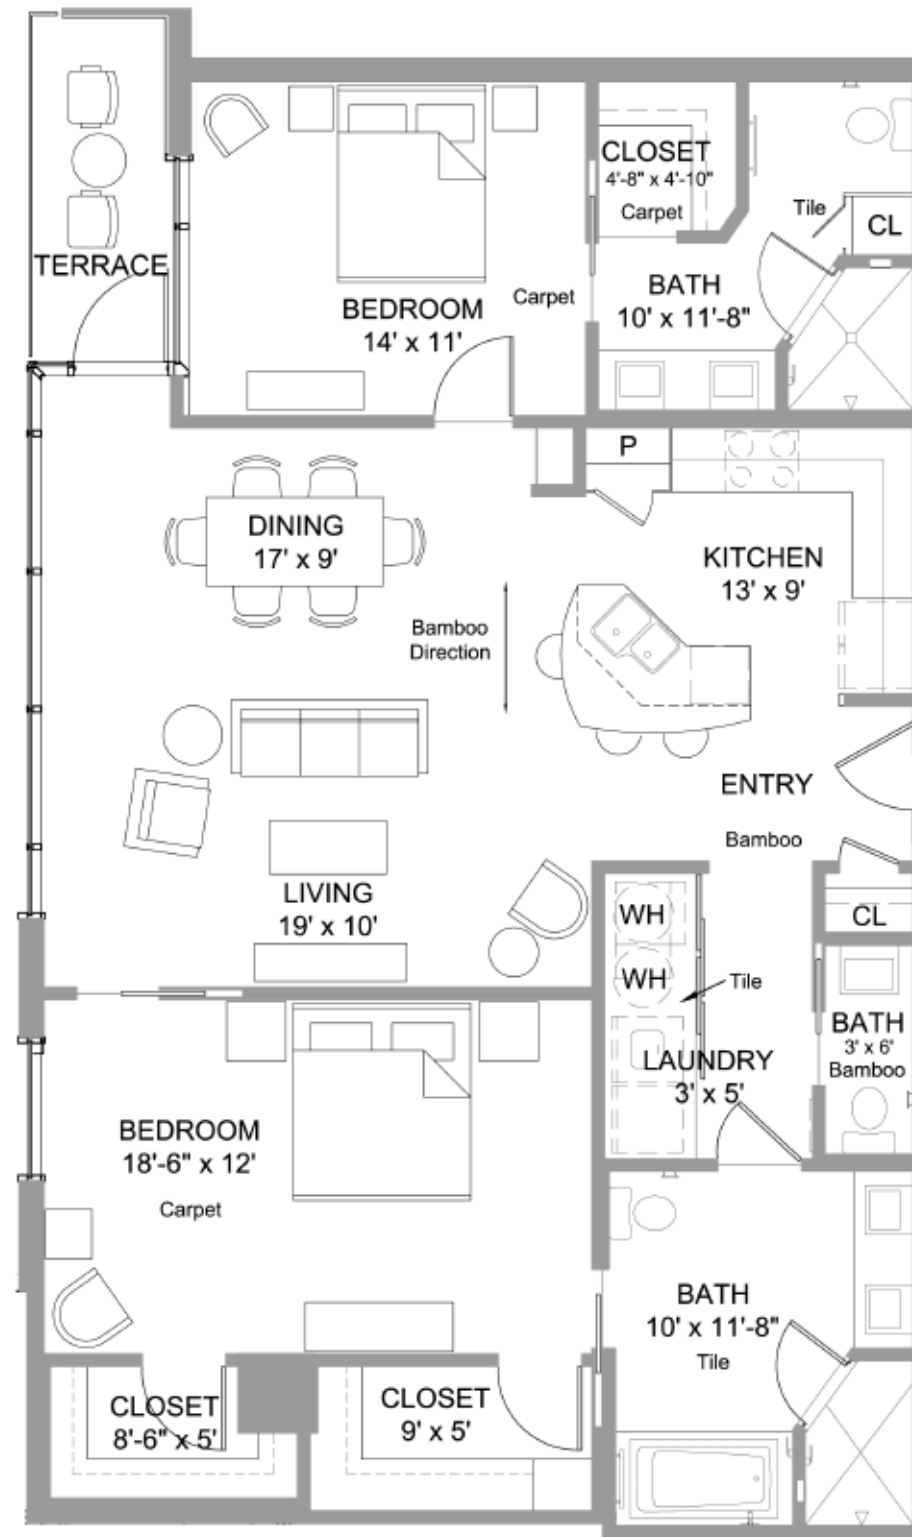 CLOSET
4'-8" x 4'-10"
Carpet
Tile
CL
TERRACE
BEDROOM
14' x 11'
Carpet
BATH
10' x 11'-8"
P
DINING
17' x 9'
KITCHEN
13' x 9'
Bamboo
Direction
ENTRY
Bamboo
LIVING
19' x 10'
WH
CL
WH
Tile
BATH
3' x 6'
Bamboo
LAUNDRY
3' x 5'
BEDROOM
18'-6" x 12'
Carpet
BATH
10' x 11'-8"
Tile
CLOSET
8'-6" x 5'
CLOSET
9' x 5'